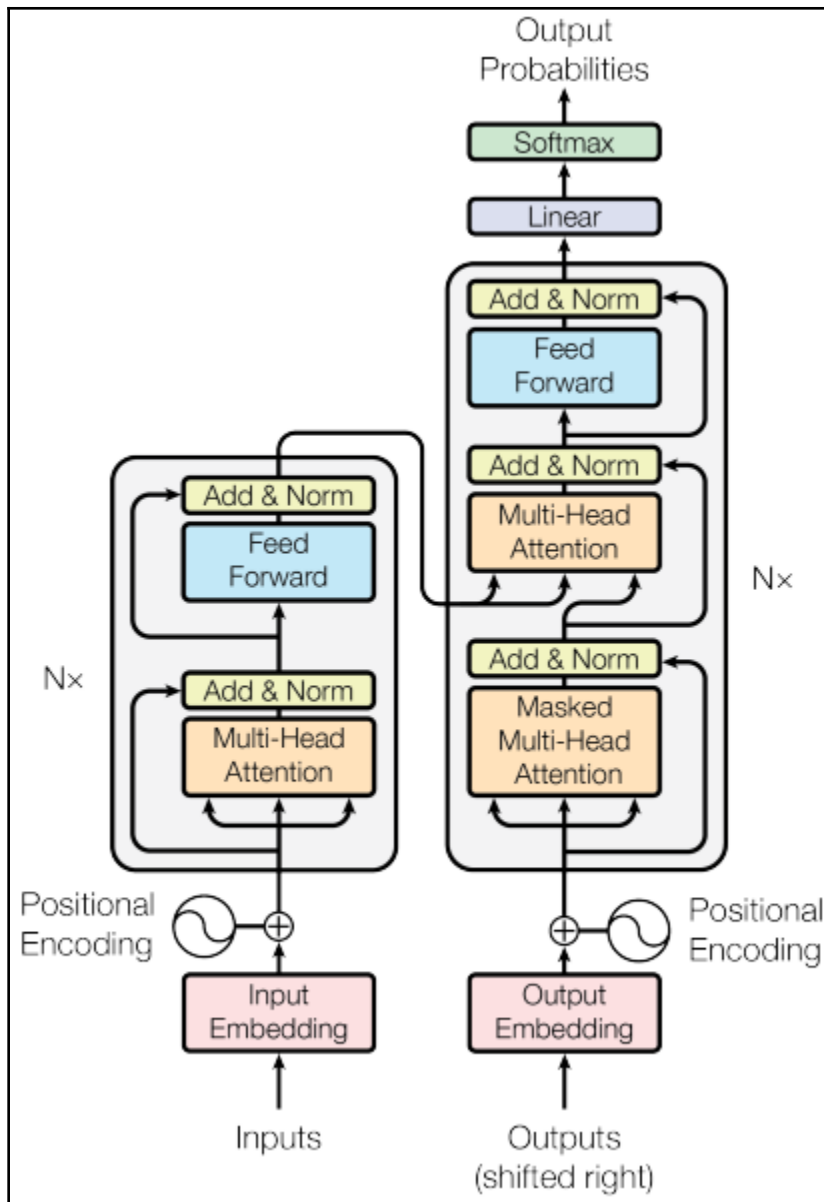 Output
Probabilities
Softmax
Linear
Add & Norm
Feed
Forward
Add & Norm
Multi-Head
Attention
Nx
Add & Norm
Masked
Multi-Head
Attention
Add & Norm
Feed
Forward
Nx
Add & Norm
Multi-Head
Attention
Positional
Encoding
Positional
Encoding
Input
Embedding
Output
Embedding
Inputs
Outputs
(shifted right)